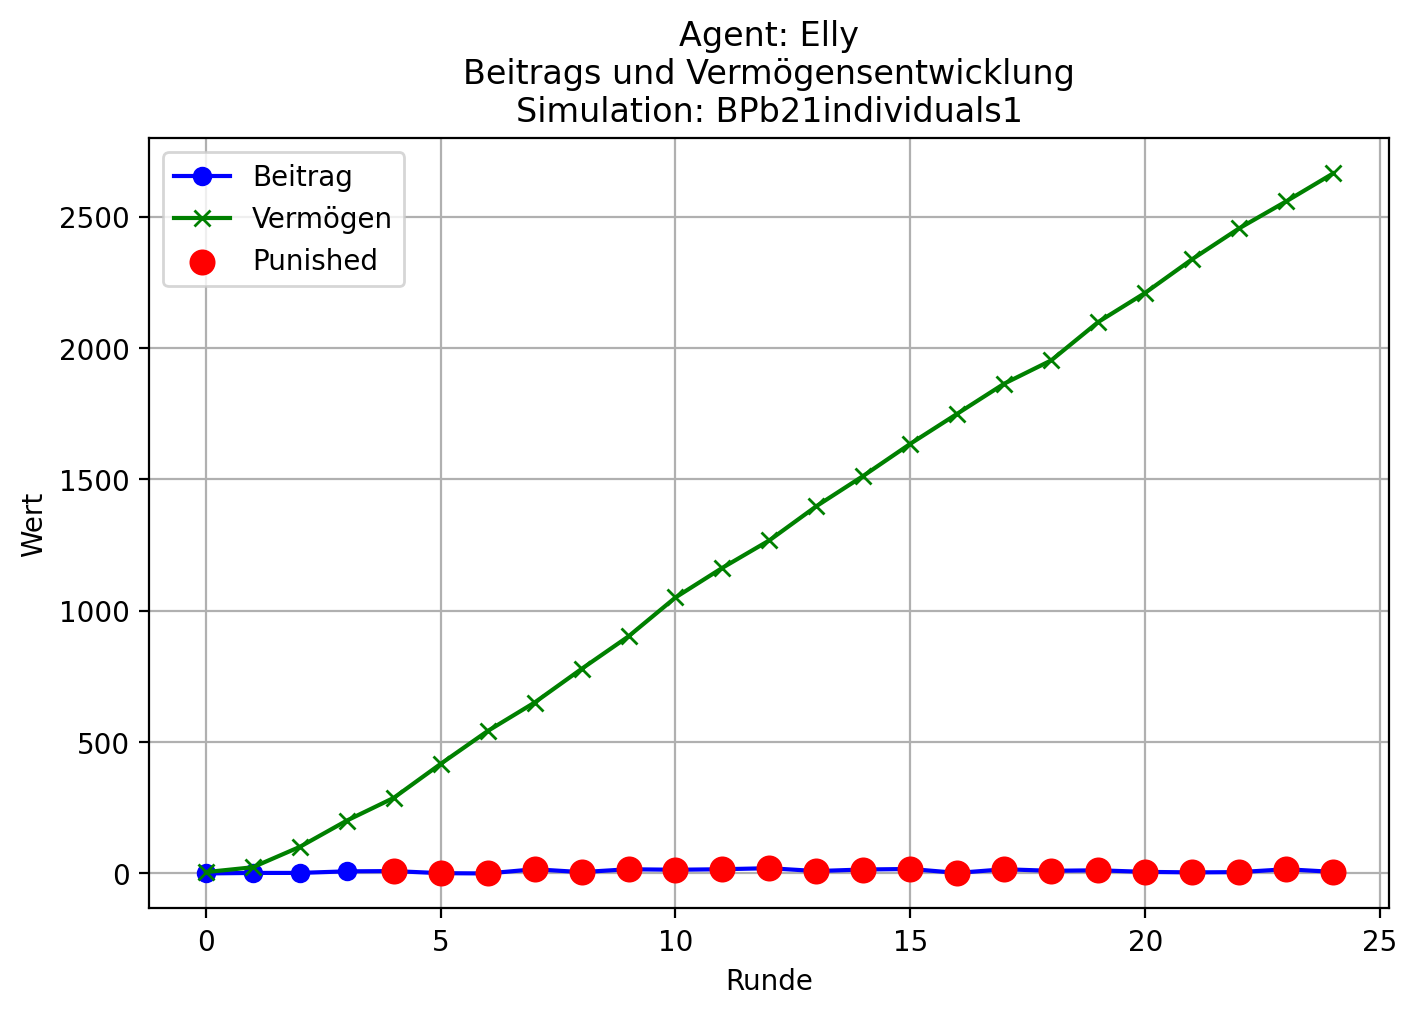 Agent: Elly
Beitrags und Vermögensentwicklung
Simulation: BPb21individuals1
Beitrag
Vermögen
Punished
2500
2000
1500
1000
500
0
Wert
0 5 10 15 20 25
Runde